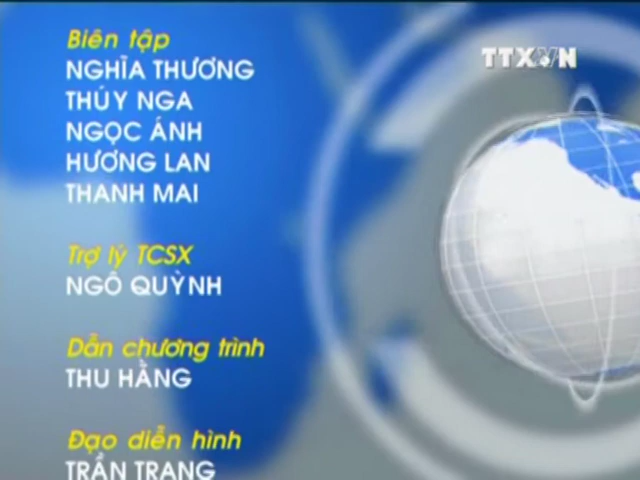 TTXVN
Biên tập
NGHĨA THƯƠNG
THÚY NGA
NGỌC ÁNH
HƯƠNG LAN
THANH MAI
Trợ lý TCSX
NGÔ QUỲNH
Dẫn chương trình
THU HẰNG
Đạo diễn hình
TRẦN TRANG